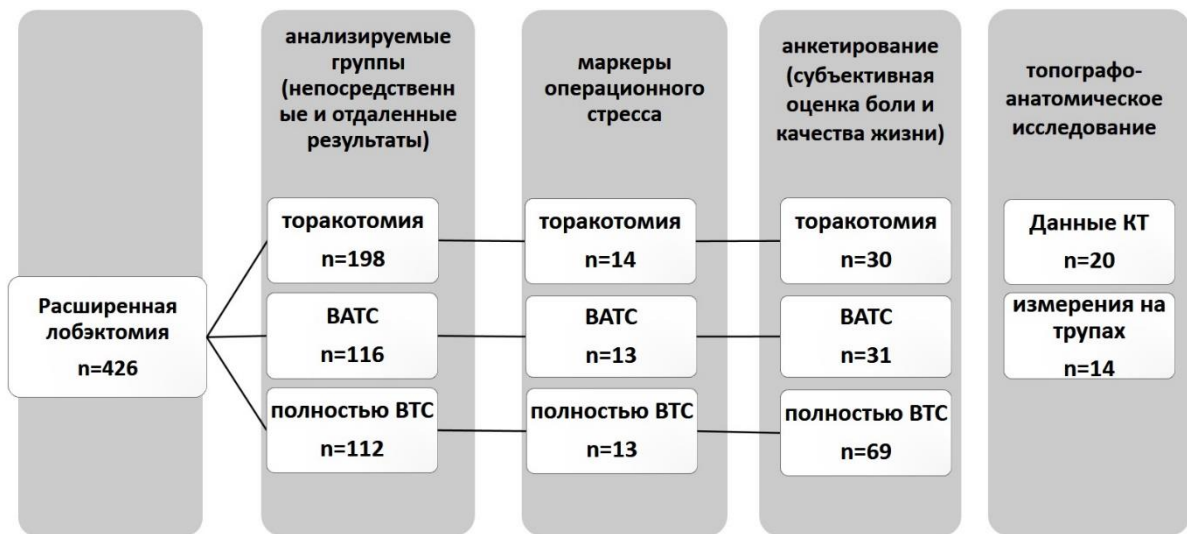 Расширенная
лобэктомия
n=426
анализируемые
группы
(непосредственн
ые и отдаленные
результаты)
торакотомия
n=198
ВАТС
n=116
полностью ВТС
n=112
маркеры
операционного
стресса
торакотомия
n=14
ВАТС
n=13
полностью ВТС
n=13
анкетирование
(субъективная
оценка боли и
качества жизни)
торакотомия
n=30
ВАТС
n=31
полностью ВТС
n=69
топографо-
анатомическое
исследование
Данные КТ
n=20
измерения на
трупах
n=14